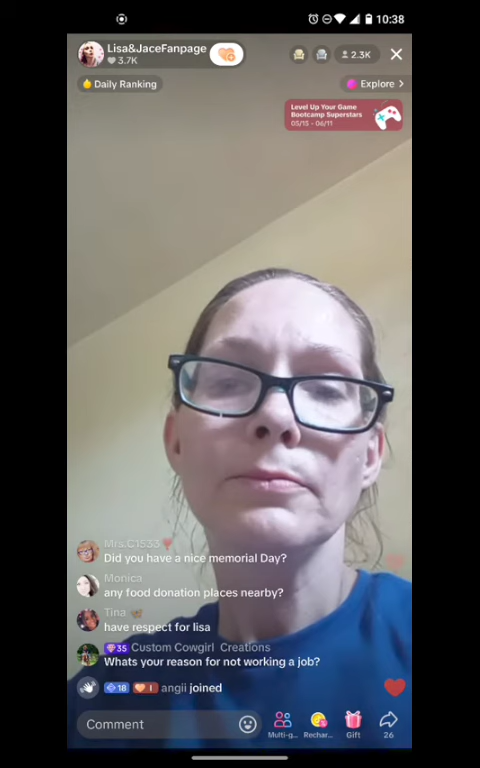 10:38
Lisa&JaceFanpage
3.7K
2.3K
Daily Ranking
Explore >
Level Up Your Game
Bootcamp Superstars
05/15 - 06/11
Mrs.C1533
Did you have a nice memorial Day?
Monica
any food donation places nearby?
Tina
have respect for lisa
35 Custom Cowgirl Creations
Whats your reason for not working a job?
18 1 angii joined
Comment
Multi-g... Rechar... Gift 26